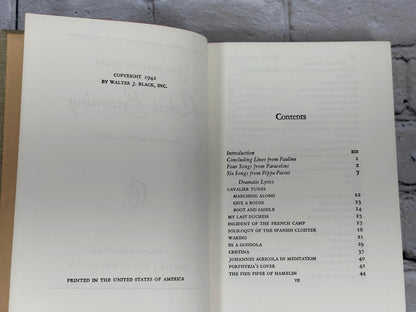 COPYRIGHT 1942
BY WALTER J. BLACK, INC.
PRINTED IN THE UNITED STATES OF AMERICA
Contents
Introduction XII
Concluding Lines from Pauline 1
Four Songs from Paracelsus 2
Six Songs from Pippa Passes 7
Dramatic Lyrics
CAVALIER TUNES
MARCHING ALONG 12
GIVE A ROUSE 13
BOOT AND SADDLE 14
MY LAST DUCHESS 15
INCIDENT OF THE FRENCH CAMP 17
SOLILOQUY OF THE SPANISH CLOISTER 18
WARING 21
IN A GONDOLA 29
CRISTINA 37
JOHANNES AGRICOLA IN MEDITATION 40
PORPHYRIA'S LOVER 42
THE PIED PIPER OF HAMELIN 44
VII